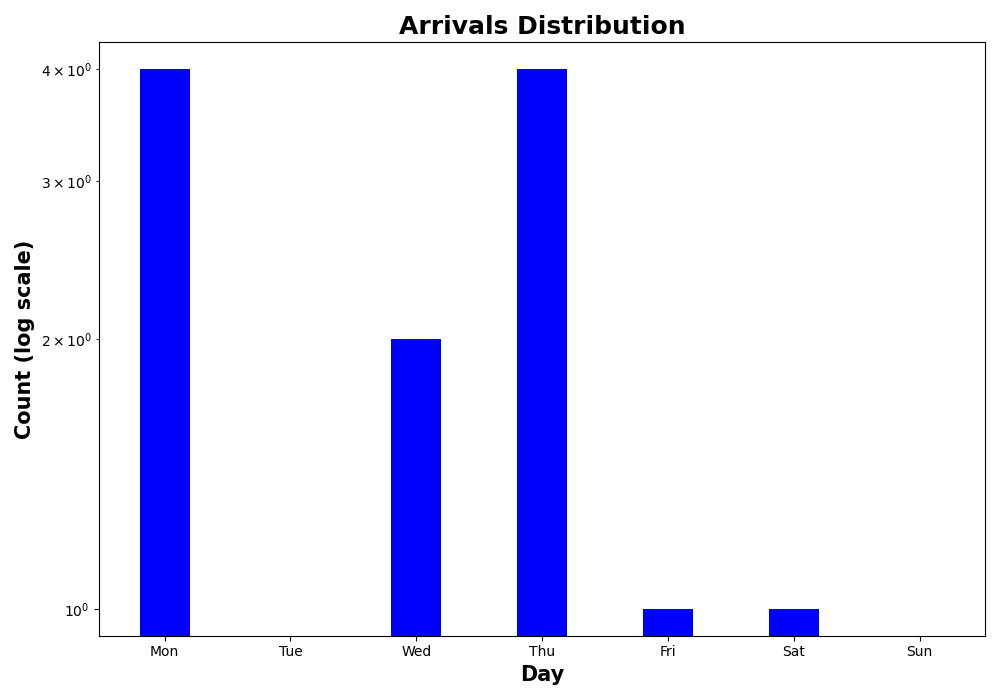 Arrivals Distribution
Count (log scale)
4 × 10⁰
3 × 10⁰
2 × 10⁰
10⁰
Mon Tue Wed Thu Fri Sat Sun
Day